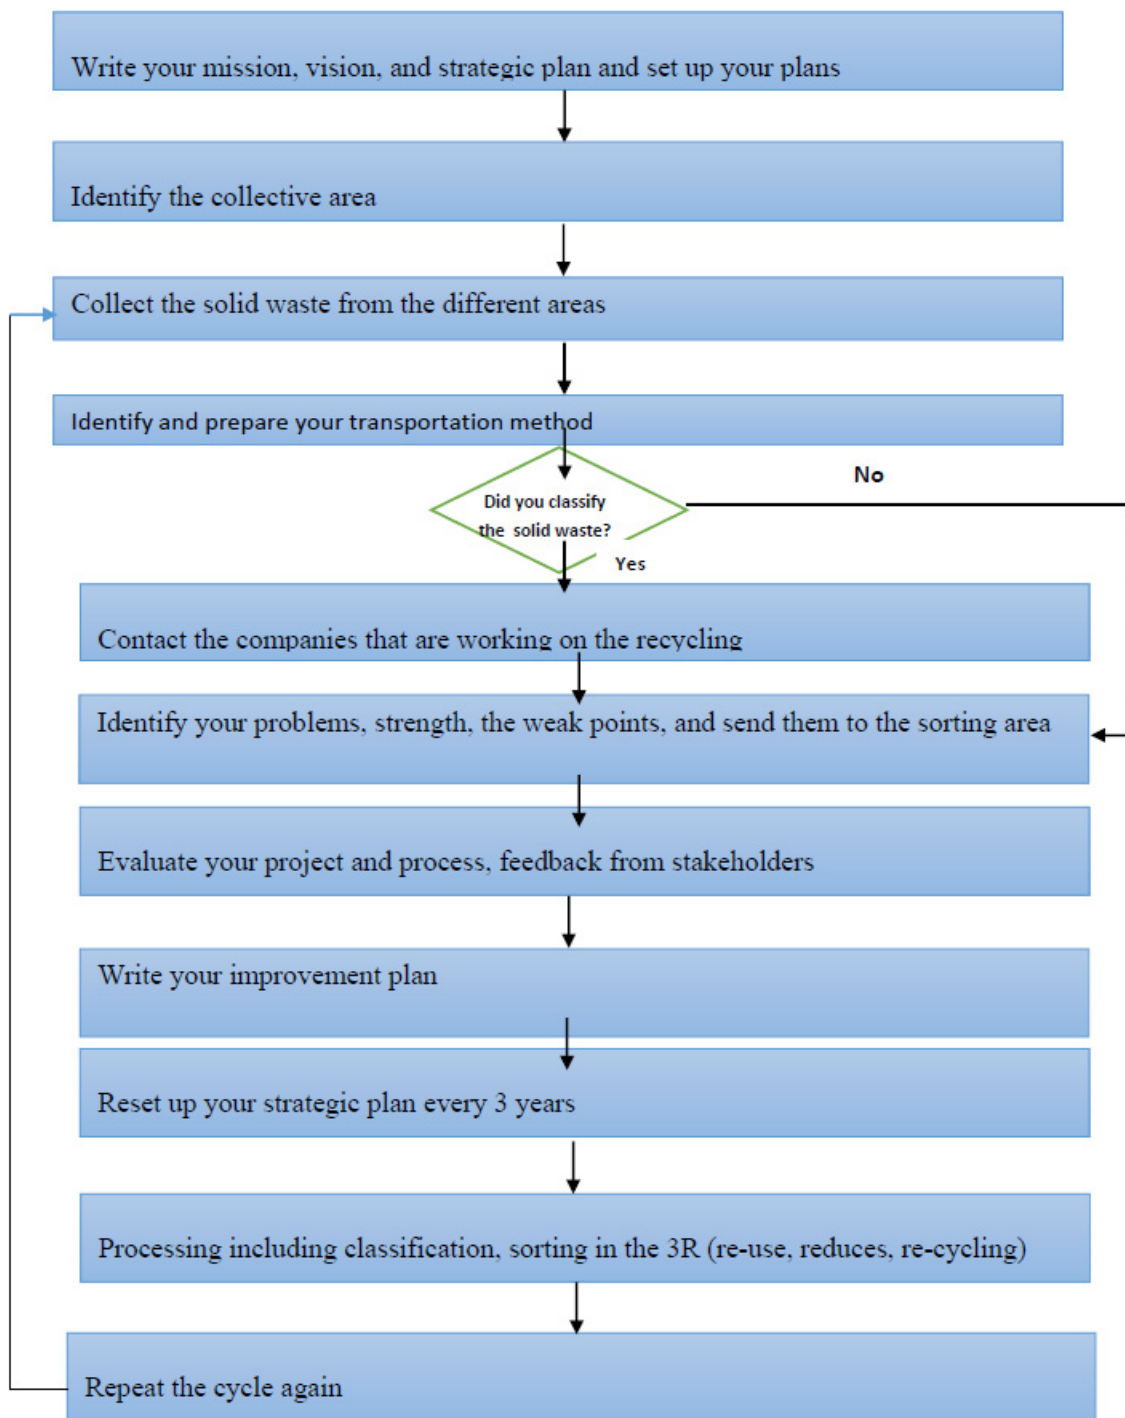 Write your mission, vision, and strategic plan and set up your plans
Identify the collective area
Collect the solid waste from the different areas
Identify and prepare your transportation method
No
Did you classify
the solid waste?
Yes
Contact the companies that are working on the recycling
Identify your problems, strength, the weak points, and send them to the sorting area
Evaluate your project and process, feedback from stakeholders
Write your improvement plan
Reset up your strategic plan every 3 years
Processing including classification, sorting in the 3R (re-use, reduces, re-cycling)
Repeat the cycle again